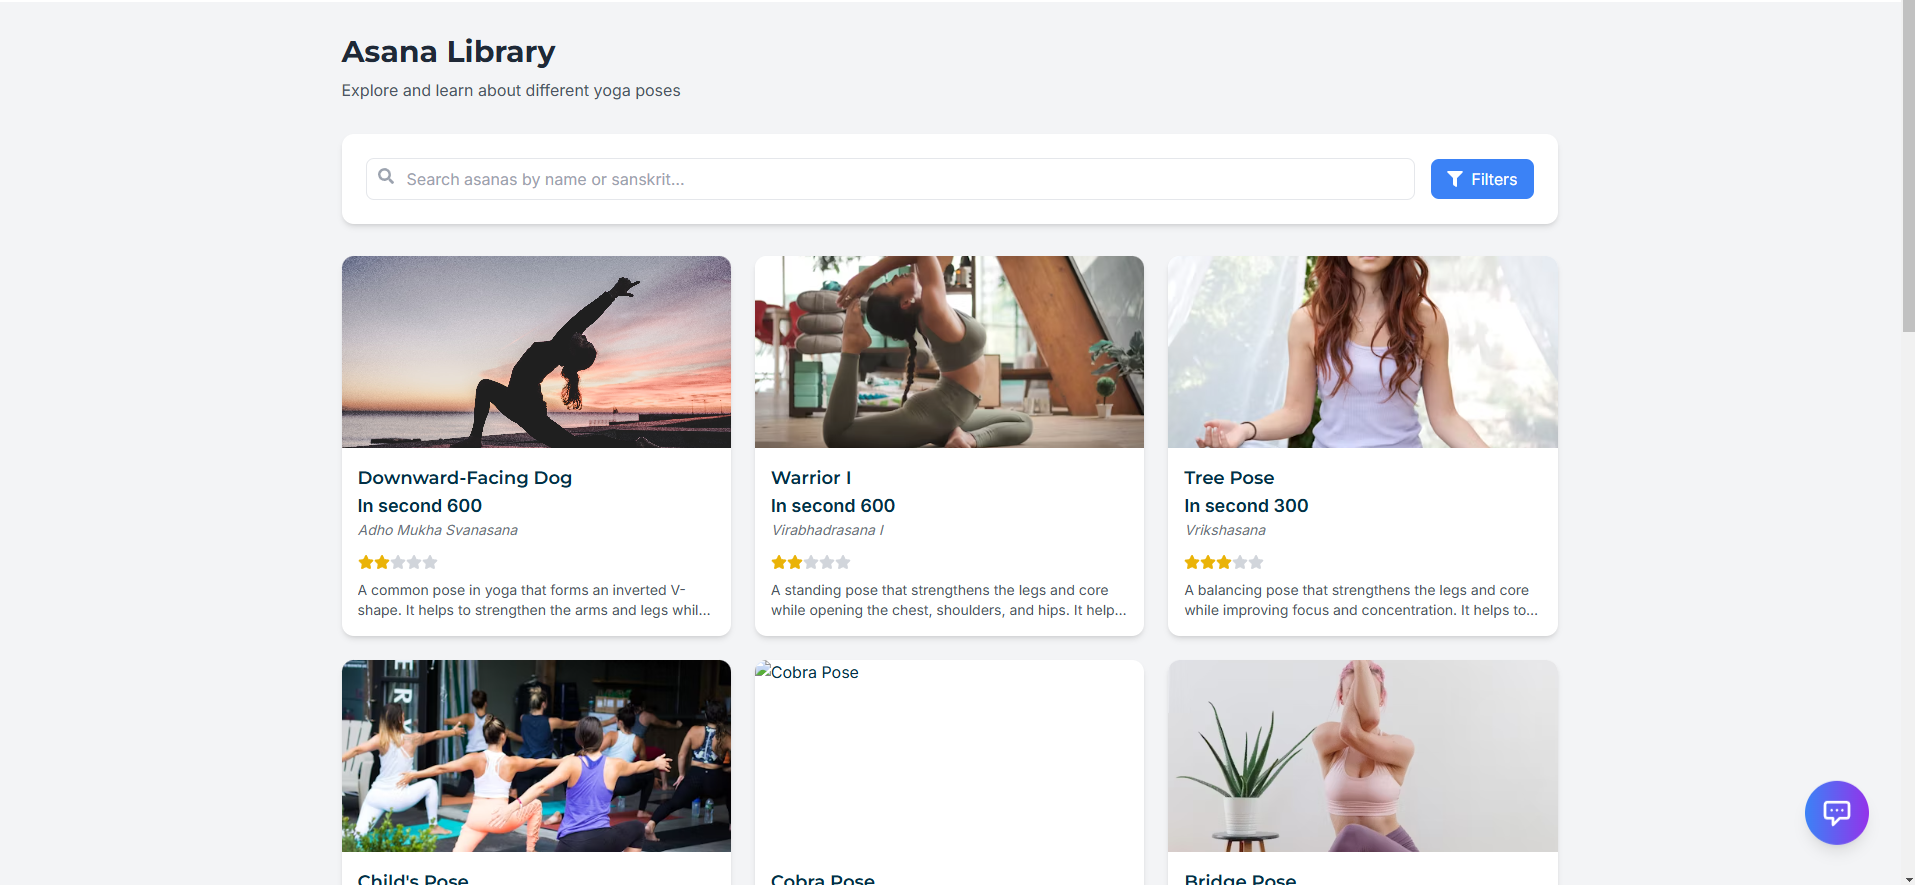 Asana Library
Explore and learn about different yoga poses
Search asanas by name or sanskrit...
Filters
Downward-Facing Dog
In second 600
Adho Mukha Svanasana
A common pose in yoga that forms an inverted V-
shape. It helps to strengthen the arms and legs whil...
Warrior I
In second 600
Virabhadrasana I
A standing pose that strengthens the legs and core
while opening the chest, shoulders, and hips. It help...
Tree Pose
In second 300
Vrikshasana
A balancing pose that strengthens the legs and core
while improving focus and concentration. It helps to...
Cobra Pose
Child's Pose
Cobra Pose
Bridge Pose